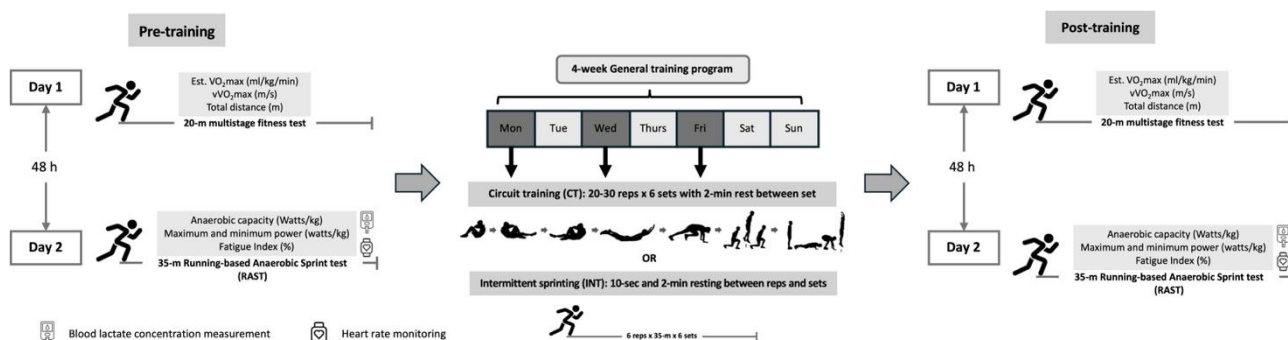 Pre-training
Day 1
Est. VO₂max (ml/kg/min)
vVO₂max (m/s)
Total distance (m)
20-m multistage fitness test
48 h
Day 2
Anaerobic capacity (Watts/kg)
Maximum and minimum power (watts/kg)
Fatigue Index (%)
35-m Running-based Anaerobic Sprint test
(RAST)
Blood lactate concentration measurement
Heart rate monitoring
4-week General training program
Mon Tue Wed Thurs Fri Sat Sun
Circuit training (CT): 20-30 reps x 6 sets with 2-min rest between set
OR
Intermittent sprinting (INT): 10-sec and 2-min resting between reps and sets
6 reps x 35-m x 6 sets
Post-training
Day 1
Est. VO₂max (ml/kg/min)
vVO₂max (m/s)
Total distance (m)
20-m multistage fitness test
48 h
Day 2
Anaerobic capacity (Watts/kg)
Maximum and minimum power (watts/kg)
Fatigue Index (%)
35-m Running-based Anaerobic Sprint test
(RAST)